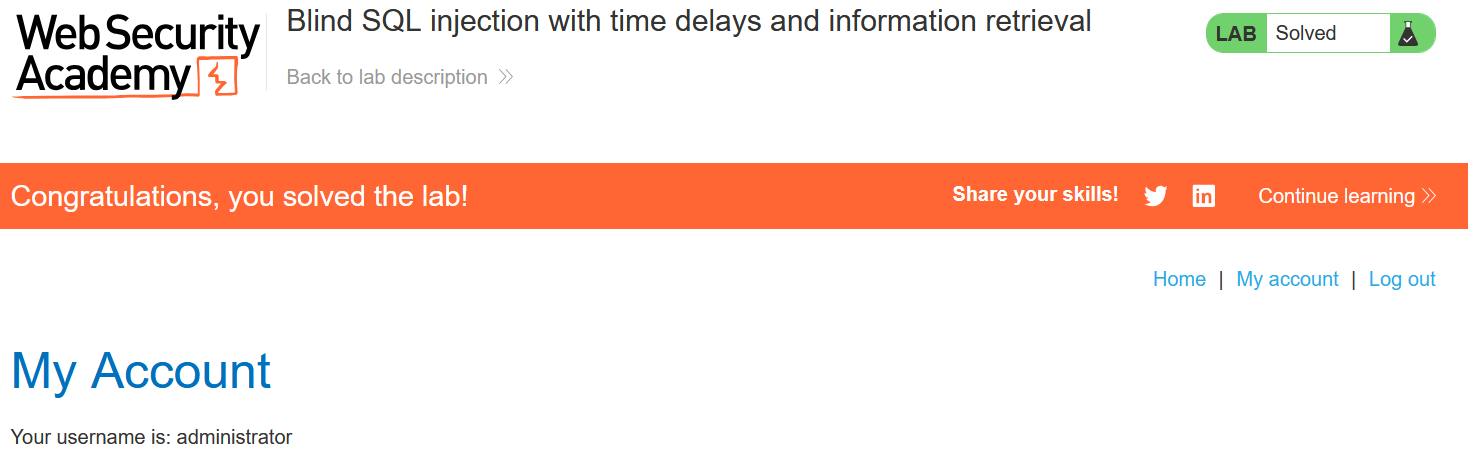 Web Security Academy
Blind SQL injection with time delays and information retrieval
Back to lab description
LAB Solved
Congratulations, you solved the lab!
Share your skills!
Continue learning
Home | My account | Log out
My Account
Your username is: administrator